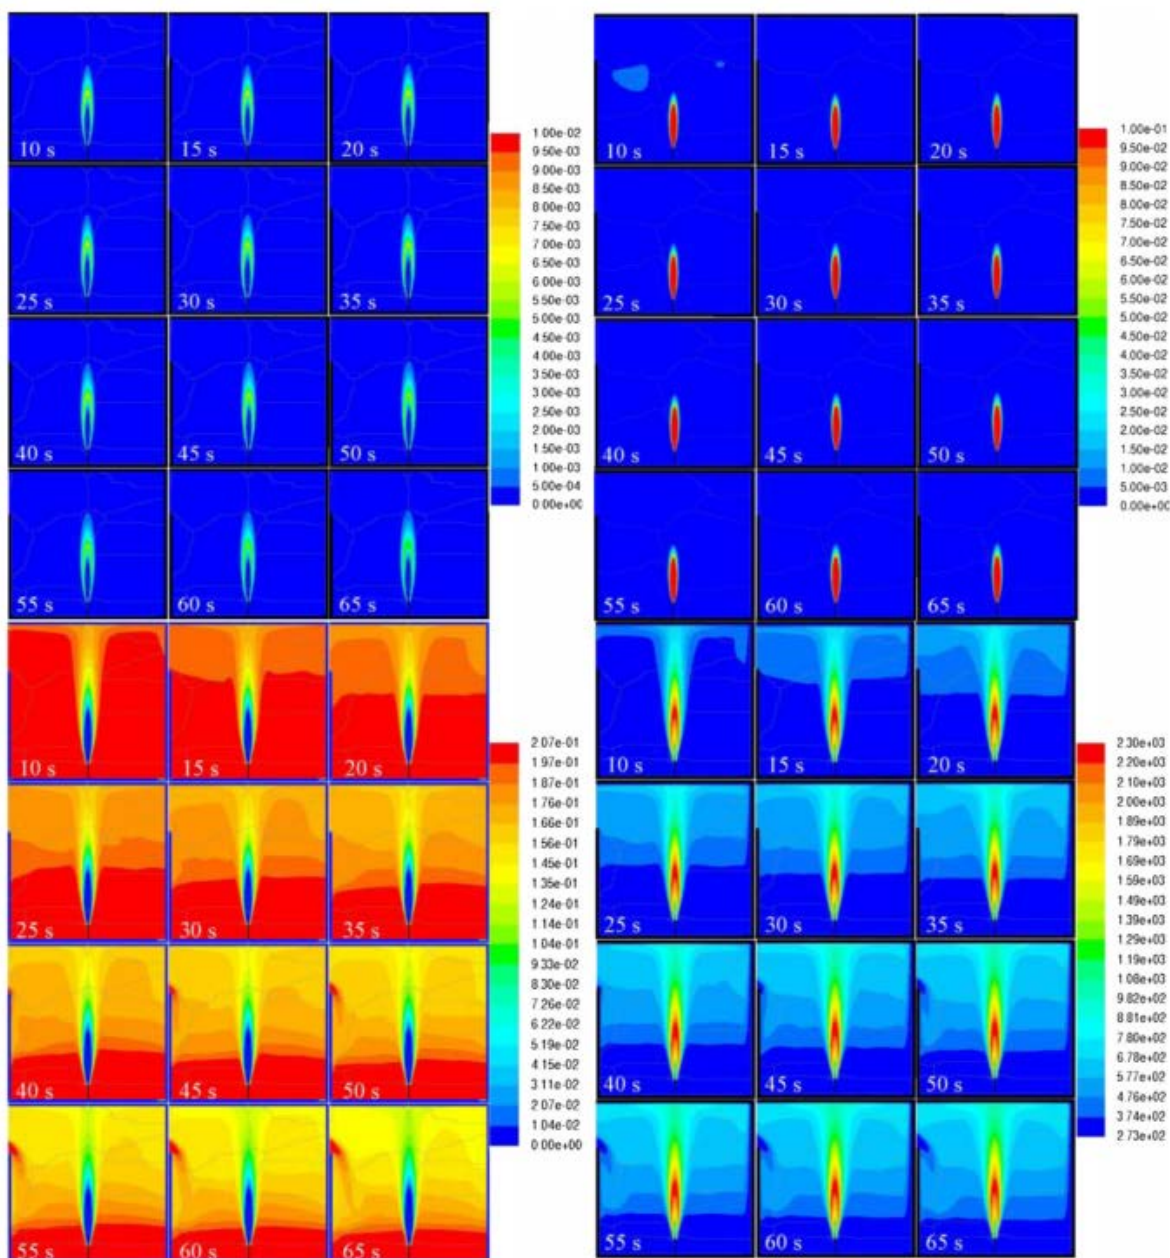 10 s 15 s 20 s
25 s 30 s 35 s
40 s 45 s 50 s
55 s 60 s 65 s
1.00e-02
9.50e-03
9.00e-03
8.50e-03
8.00e-03
7.50e-03
7.00e-03
6.50e-03
6.00e-03
5.50e-03
5.00e-03
4.50e-03
4.00e-03
3.50e-03
3.00e-03
2.50e-03
2.00e-03
1.50e-03
1.00e-03
5.00e-04
0.00e+00
10 s 15 s 20 s
25 s 30 s 35 s
40 s 45 s 50 s
55 s 60 s 65 s
1.00e-01
9.50e-02
9.00e-02
8.50e-02
8.00e-02
7.50e-02
7.00e-02
6.50e-02
6.00e-02
5.50e-02
5.00e-02
4.50e-02
4.00e-02
3.50e-02
3.00e-02
2.50e-02
2.00e-02
1.50e-02
1.00e-02
5.00e-03
0.00e+00
10 s 15 s 20 s
25 s 30 s 35 s
40 s 45 s 50 s
55 s 60 s 65 s
2.07e-01
1.97e-01
1.87e-01
1.76e-01
1.66e-01
1.56e-01
1.45e-01
1.35e-01
1.24e-01
1.14e-01
1.04e-01
9.33e-02
8.30e-02
7.26e-02
6.22e-02
5.19e-02
4.15e-02
3.11e-02
2.07e-02
1.04e-02
0.00e+00
10 s 15 s 20 s
25 s 30 s 35 s
40 s 45 s 50 s
55 s 60 s 65 s
2.30e+03
2.20e+03
2.10e+03
2.00e+03
1.89e+03
1.79e+03
1.69e+03
1.59e+03
1.49e+03
1.39e+03
1.29e+03
1.19e+03
1.08e+03
9.82e+02
8.81e+02
7.80e+02
6.78e+02
5.77e+02
4.76e+02
3.74e+02
2.73e+02